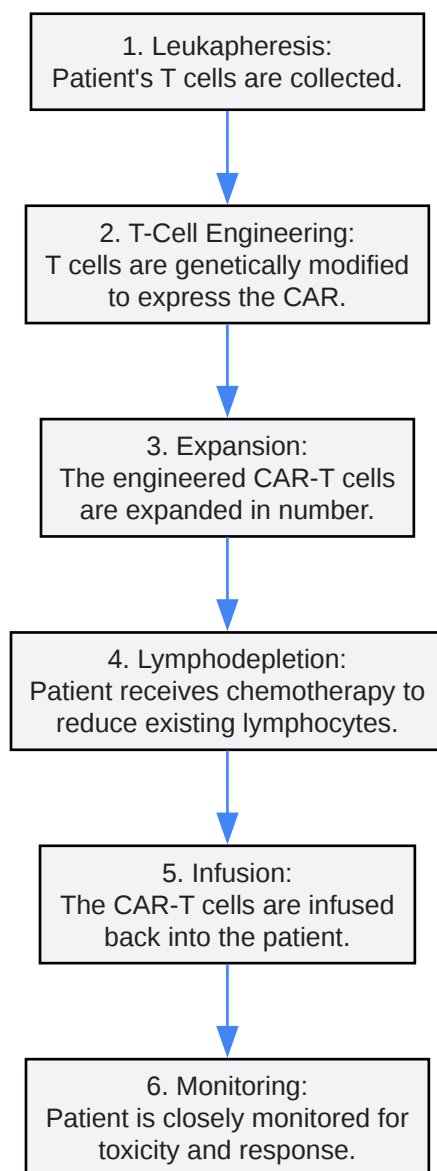 1. Leukapheresis:
Patient's T cells are collected.
2. T-Cell Engineering:
T cells are genetically modified
to express the CAR.
3. Expansion:
The engineered CAR-T cells
are expanded in number.
4. Lymphodepletion:
Patient receives chemotherapy to
reduce existing lymphocytes.
5. Infusion:
The CAR-T cells are infused
back into the patient.
6. Monitoring:
Patient is closely monitored for
toxicity and response.